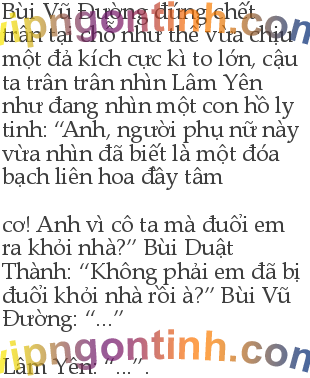 Bùi Vũ Đường đứng chết
trân tại chỗ như thể vừa chịu
một đả kích cực kì to lớn, cậu
ta trân trân nhìn Lâm Yên
như đang nhìn một con hồ ly
tinh: “Anh, người phụ nữ này
vừa nhìn đã biết là một đóa
bạch liên hoa đầy tâm
cơ! Anh vì cô ta mà đuổi em
ra khỏi nhà?” Bùi Duật
Thành: “Không phải em đã bị
đuổi khỏi nhà rồi à?” Bùi Vũ
Đường: “...”
vipngontinh.com
Lâm Yên: “...”.